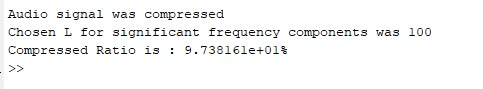 Audio signal was compressed
Chosen L for significant frequency components was 100
Compressed Ratio is : 9.738161e+01%
>>